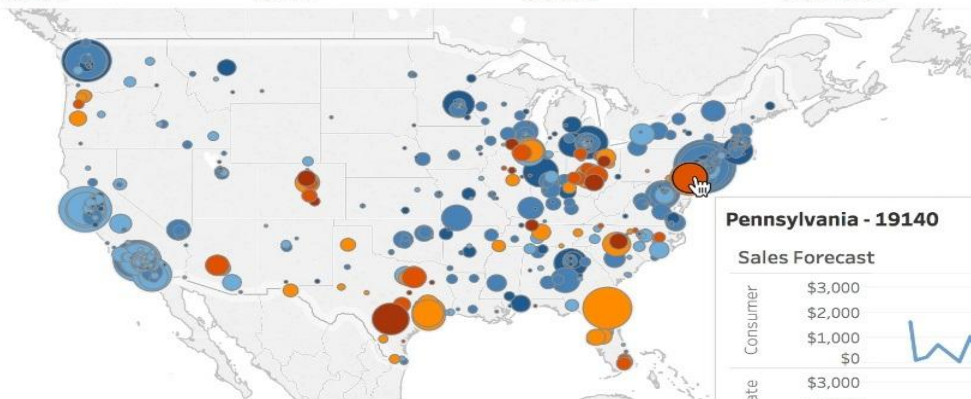 Pennsylvania - 19140
Sales Forecast
Consumer
$3,000
$2,000
$1,000
$0
$3,000